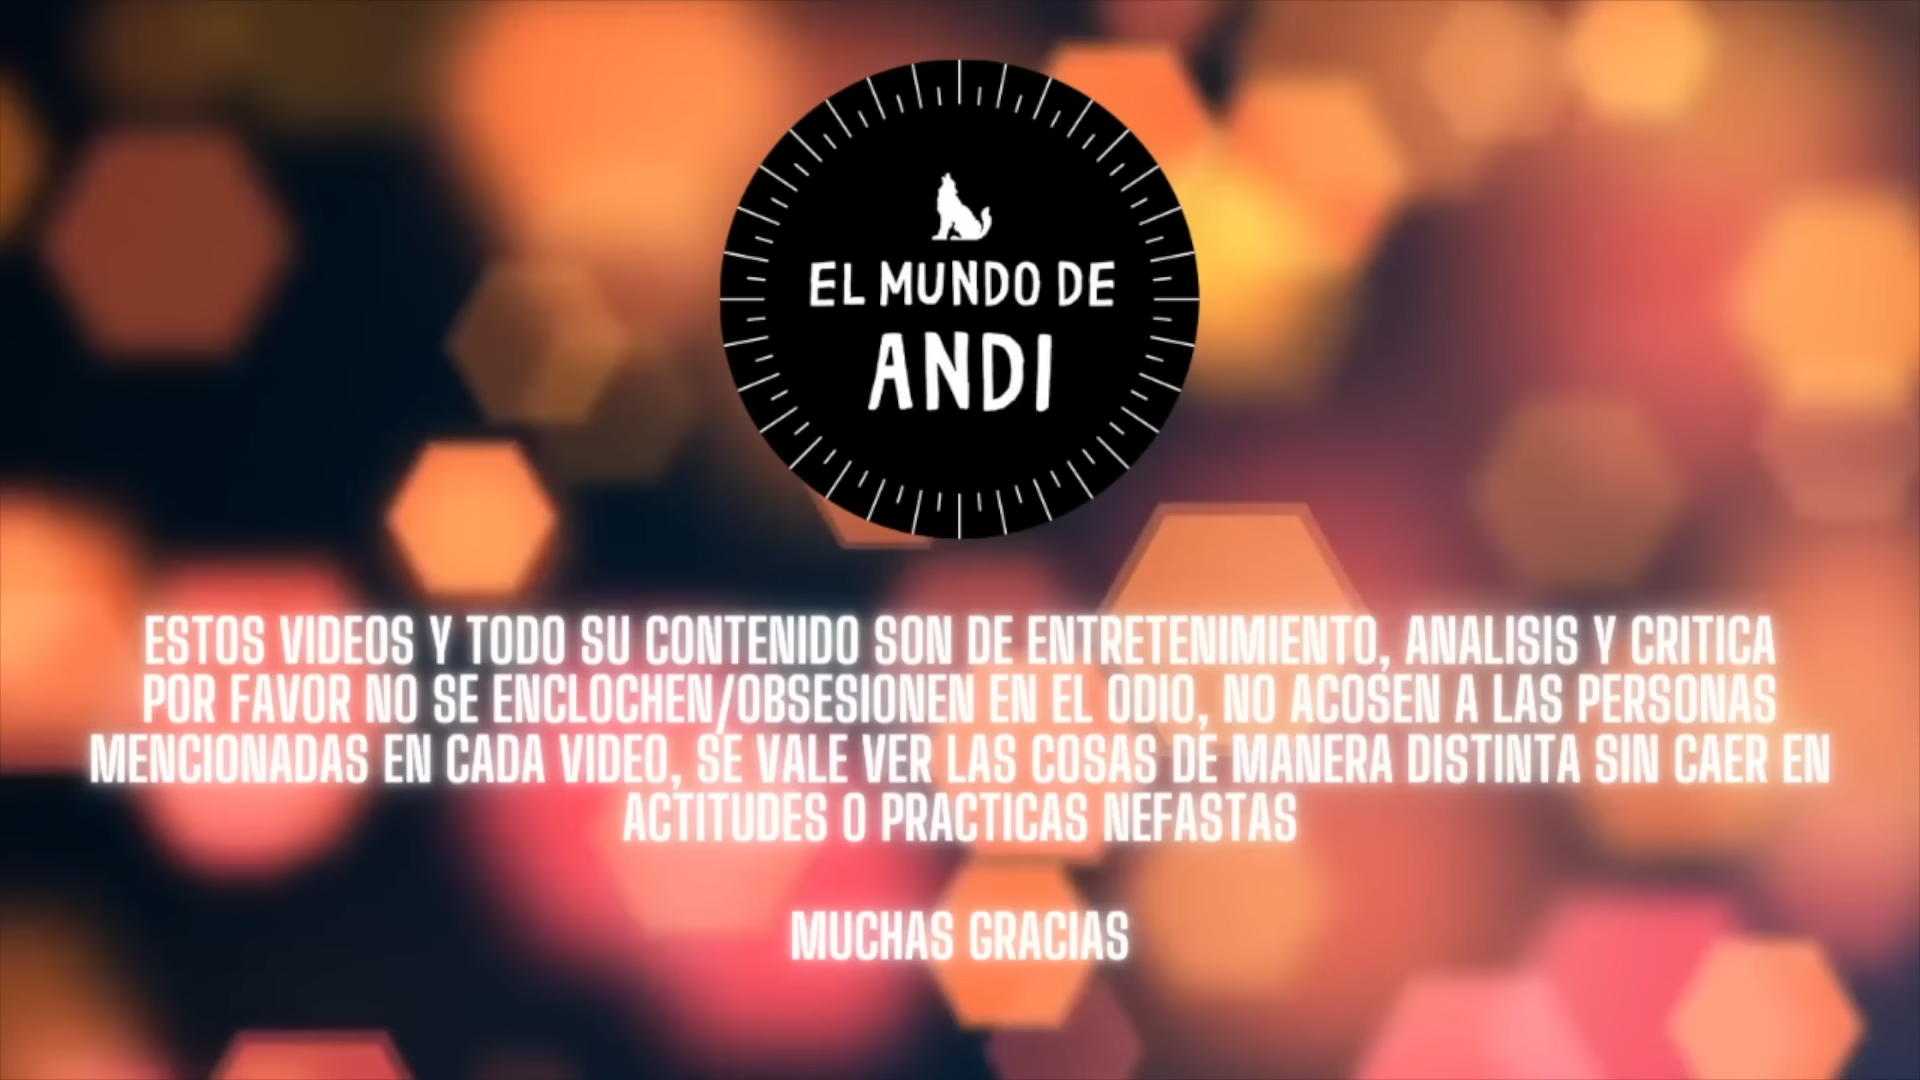 EL MUNDO DE
ANDI
ESTOS VIDEOS Y TODO SU CONTENIDO SON DE ENTRETENIMIENTO, ANALISIS Y CRITICA
POR FAVOR NO SE ENCLOCHEN/OBSESIONEN EN EL ODIO, NO ACOSEN A LAS PERSONAS
MENCIONADAS EN CADA VIDEO, SE VALE VER LAS COSAS DE MANERA DISTINTA SIN CAER EN
ACTITUDES O PRACTICAS NEFASTAS
MUCHAS GRACIAS